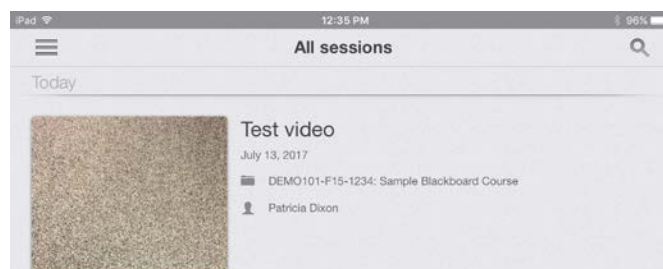 iPad 12:35 PM 96%
All sessions
Today
Test video
July 13, 2017
DEMO101-F15-1234: Sample Blackboard Course
Patricia Dixon